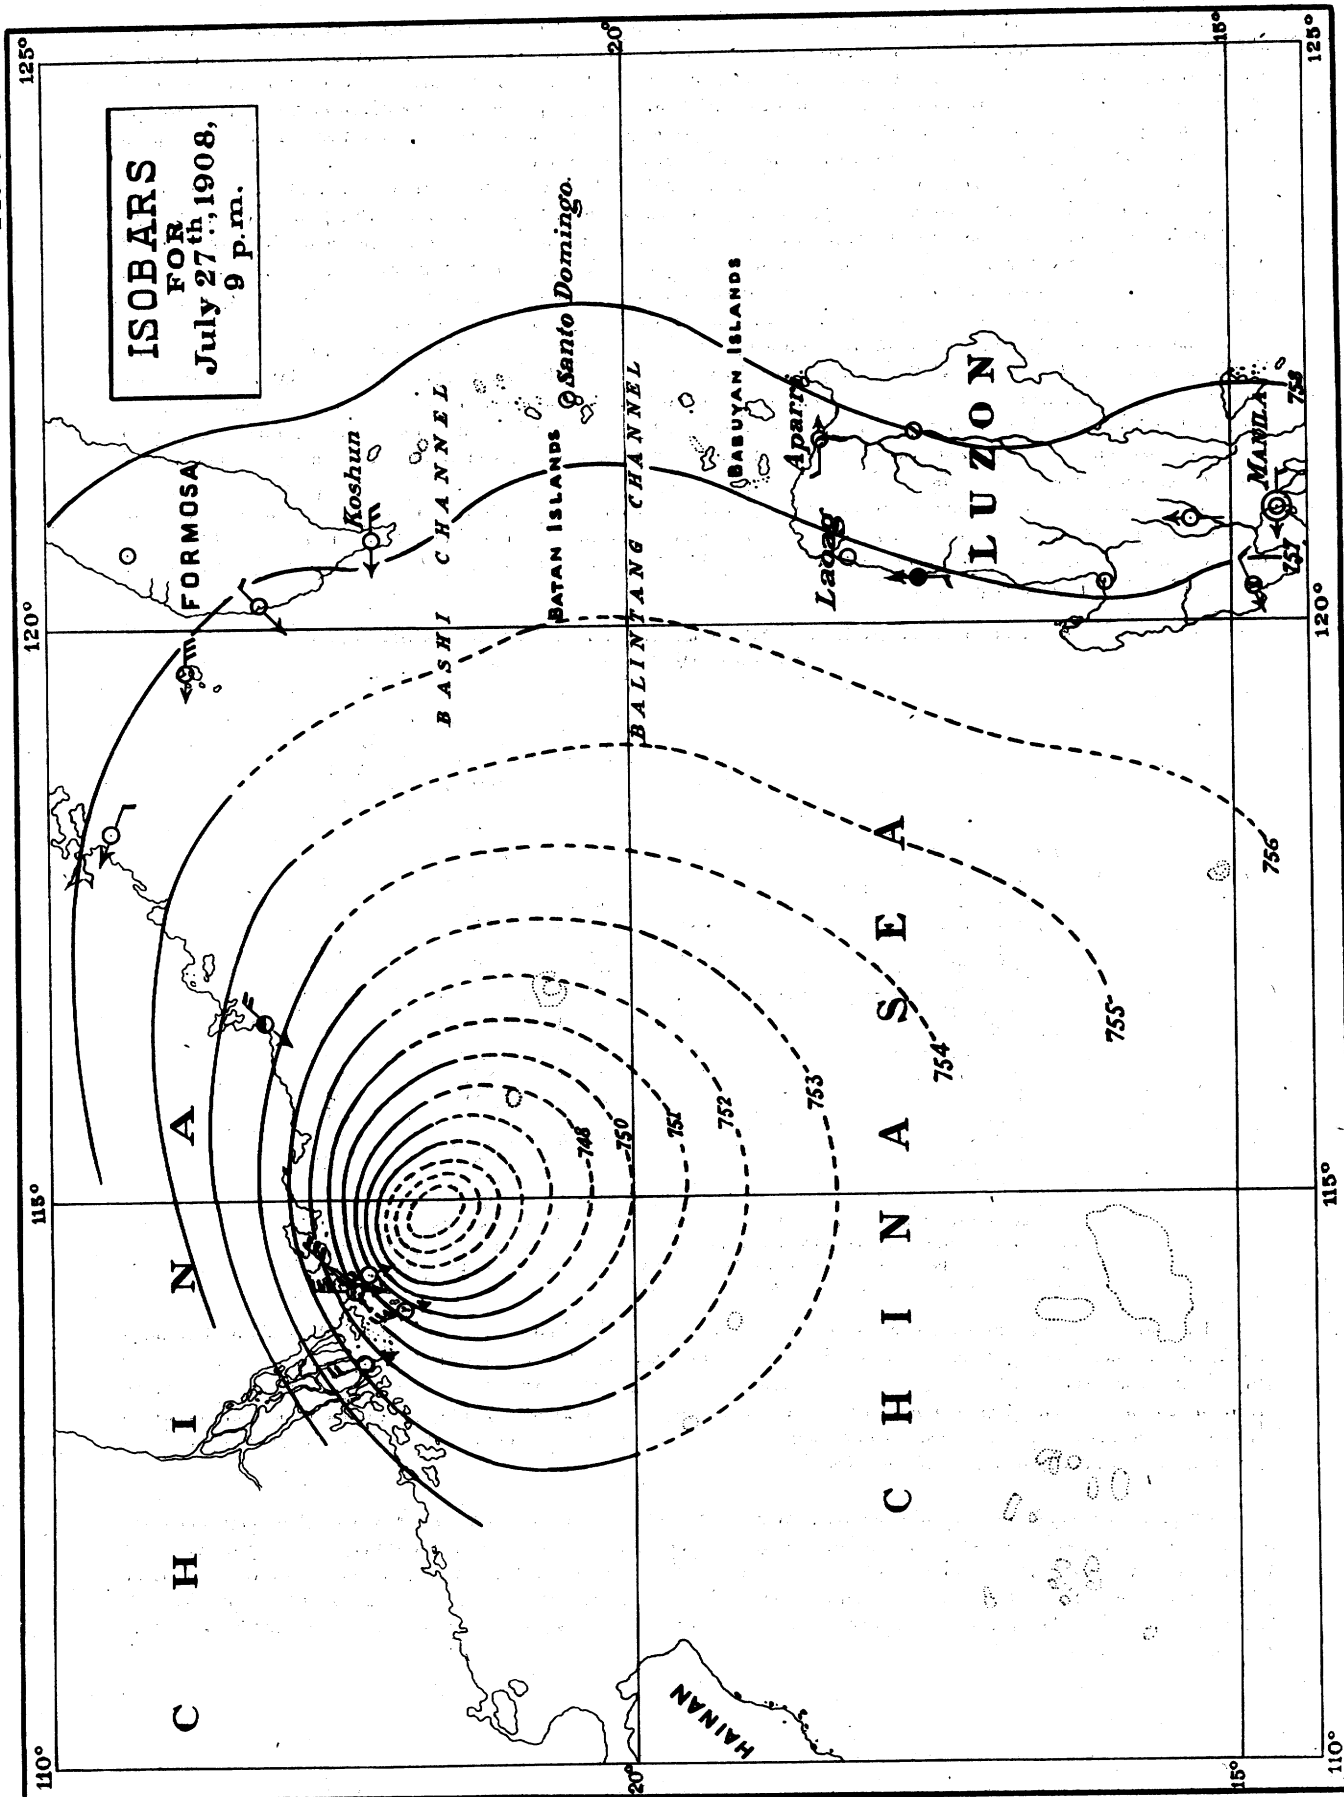 ISOBARS
FOR
July 27th, 1908,
9 p.m.
125°
120°
115°
110°
20°
15°
125°
120°
115°
110°
20°
15°
CHINA
FORMOSA
Koshun
BASHI CHANNEL
Santo Domingo.
BATAN ISLANDS
BALINTANG CHANNEL
BABUYAN ISLANDS
Aparri
Laoag
LUZON
MANILA
CHINA SEA
HAINAN
748
750
751
752
753
754
755
756
757
758